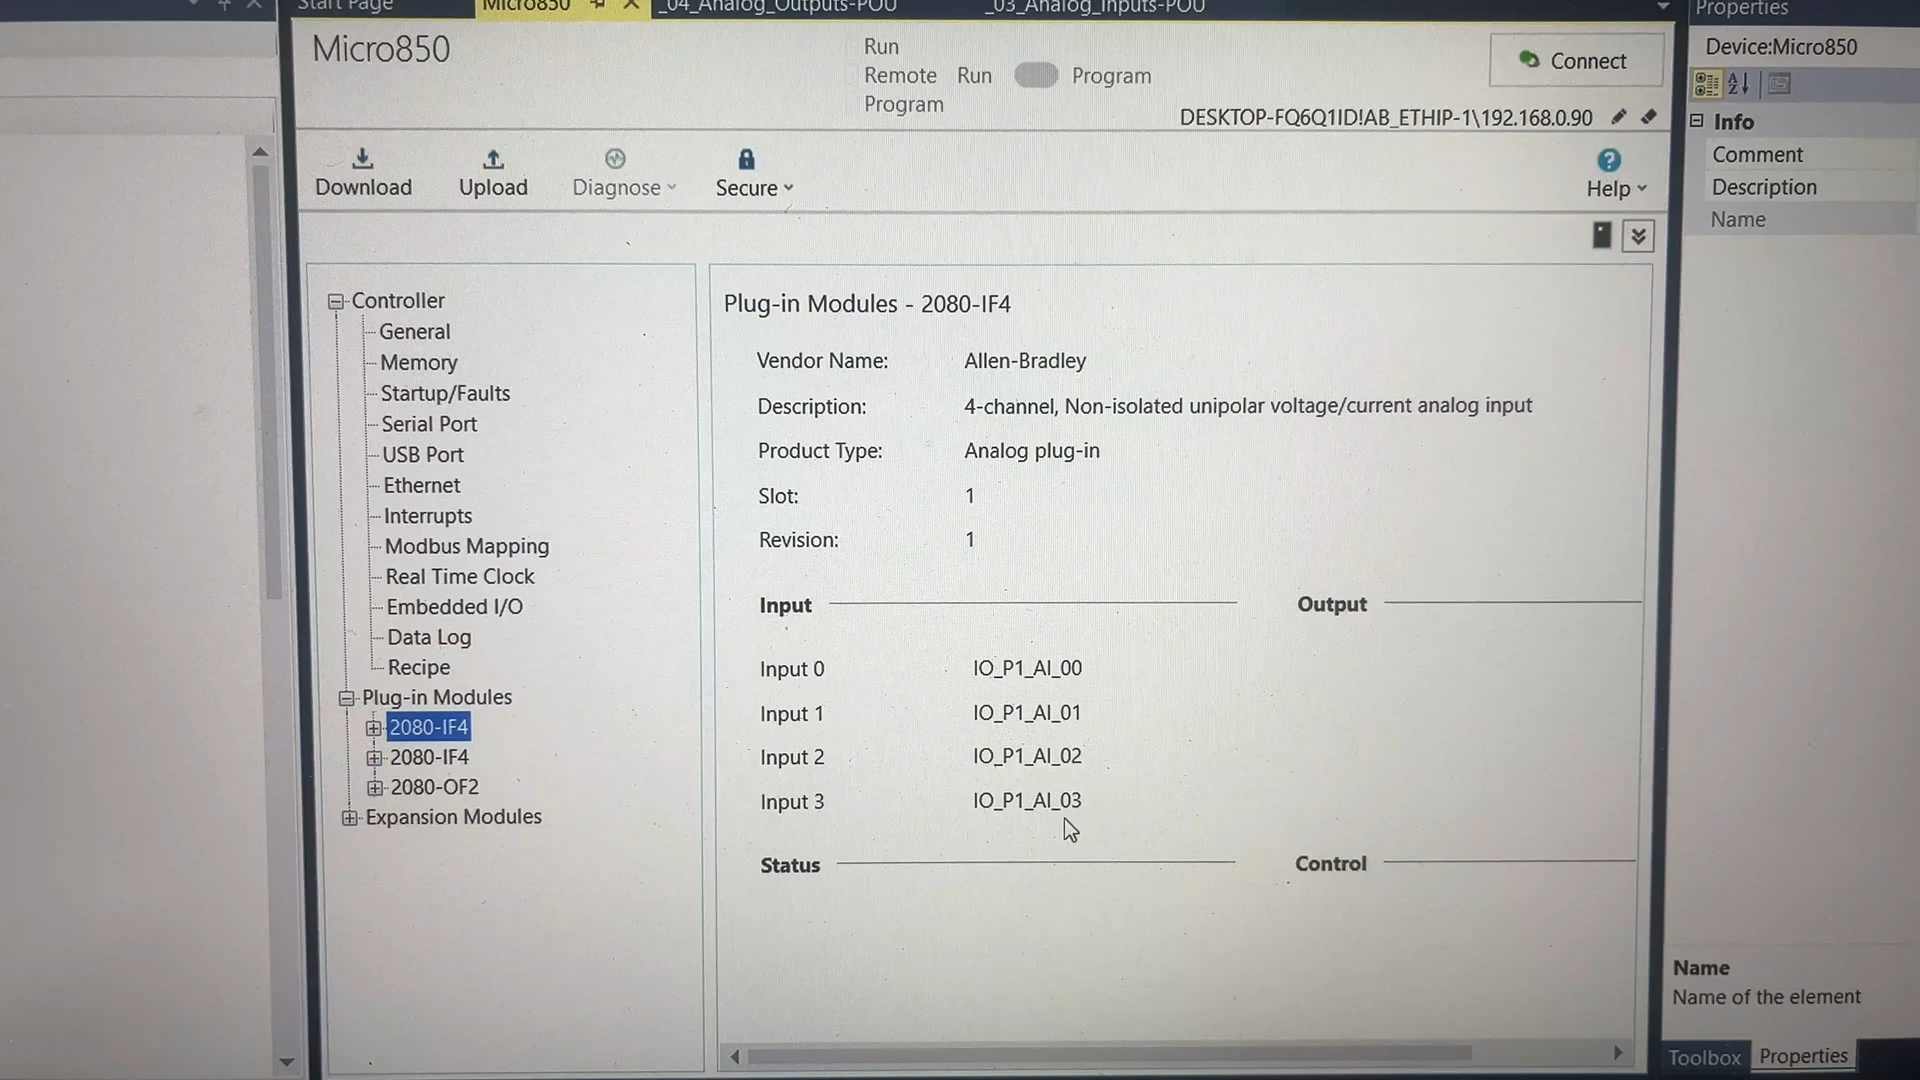 Start Page
Micro850
_04_Analog_Outputs-POU
_03_Analog_Inputs-POU
Properties
Micro850
Run
Remote Run Program
Program
Connect
DESKTOP-FQ6Q1ID!AB_ETHIP-1\192.168.0.90
Download
Upload
Diagnose
Secure
Help
Controller
General
Memory
Startup/Faults
Serial Port
USB Port
Ethernet
Interrupts
Modbus Mapping
Real Time Clock
Embedded I/O
Data Log
Recipe
Plug-in Modules
2080-IF4
2080-IF4
2080-OF2
Expansion Modules
Plug-in Modules - 2080-IF4
Vendor Name: Allen-Bradley
Description: 4-channel, Non-isolated unipolar voltage/current analog input
Product Type: Analog plug-in
Slot: 1
Revision: 1
Input
Output
Input 0 IO_P1_AI_00
Input 1 IO_P1_AI_01
Input 2 IO_P1_AI_02
Input 3 IO_P1_AI_03
Status
Control
Device:Micro850
Info
Comment
Description
Name
Name
Name of the element
Toolbox
Properties